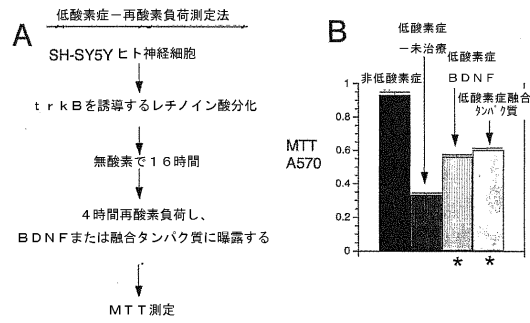 低酸素症－再酸素負荷測定法
A
SH-SY5Y ヒト神経細胞
trkBを誘導するレチノイン酸分化
無酸素で16時間
4時間再酸素負荷し、
BDNFまたは融合タンパク質に曝露する
MTT測定
B
低酸素症
－未治療
非低酸素症
低酸素症
BDNF
低酸素症融合
タンパク質
MTT
A570
1
0.8
0.6
0.4
0.2
0
*
*